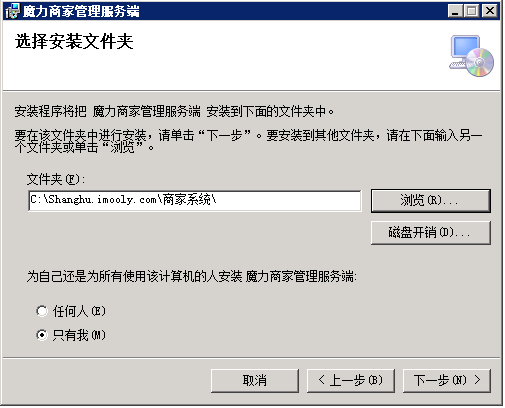 魔力商家管理服务端
选择安装文件夹
安装程序将把 魔力商家管理服务端 安装到下面的文件夹中。
要在该文件夹中进行安装，请单击“下一步”。要安装到其他文件夹，请在下面输入另一
个文件夹或单击“浏览”。
文件夹(F):
C:\Shanghu.imooly.com\商家系统\
浏览(R)...
磁盘开销(D)...
为自己还是为所有使用该计算机的人安装 魔力商家管理服务端:
任何人(E)
只有我(M)
取消
< 上一步(B)
下一步(N) >